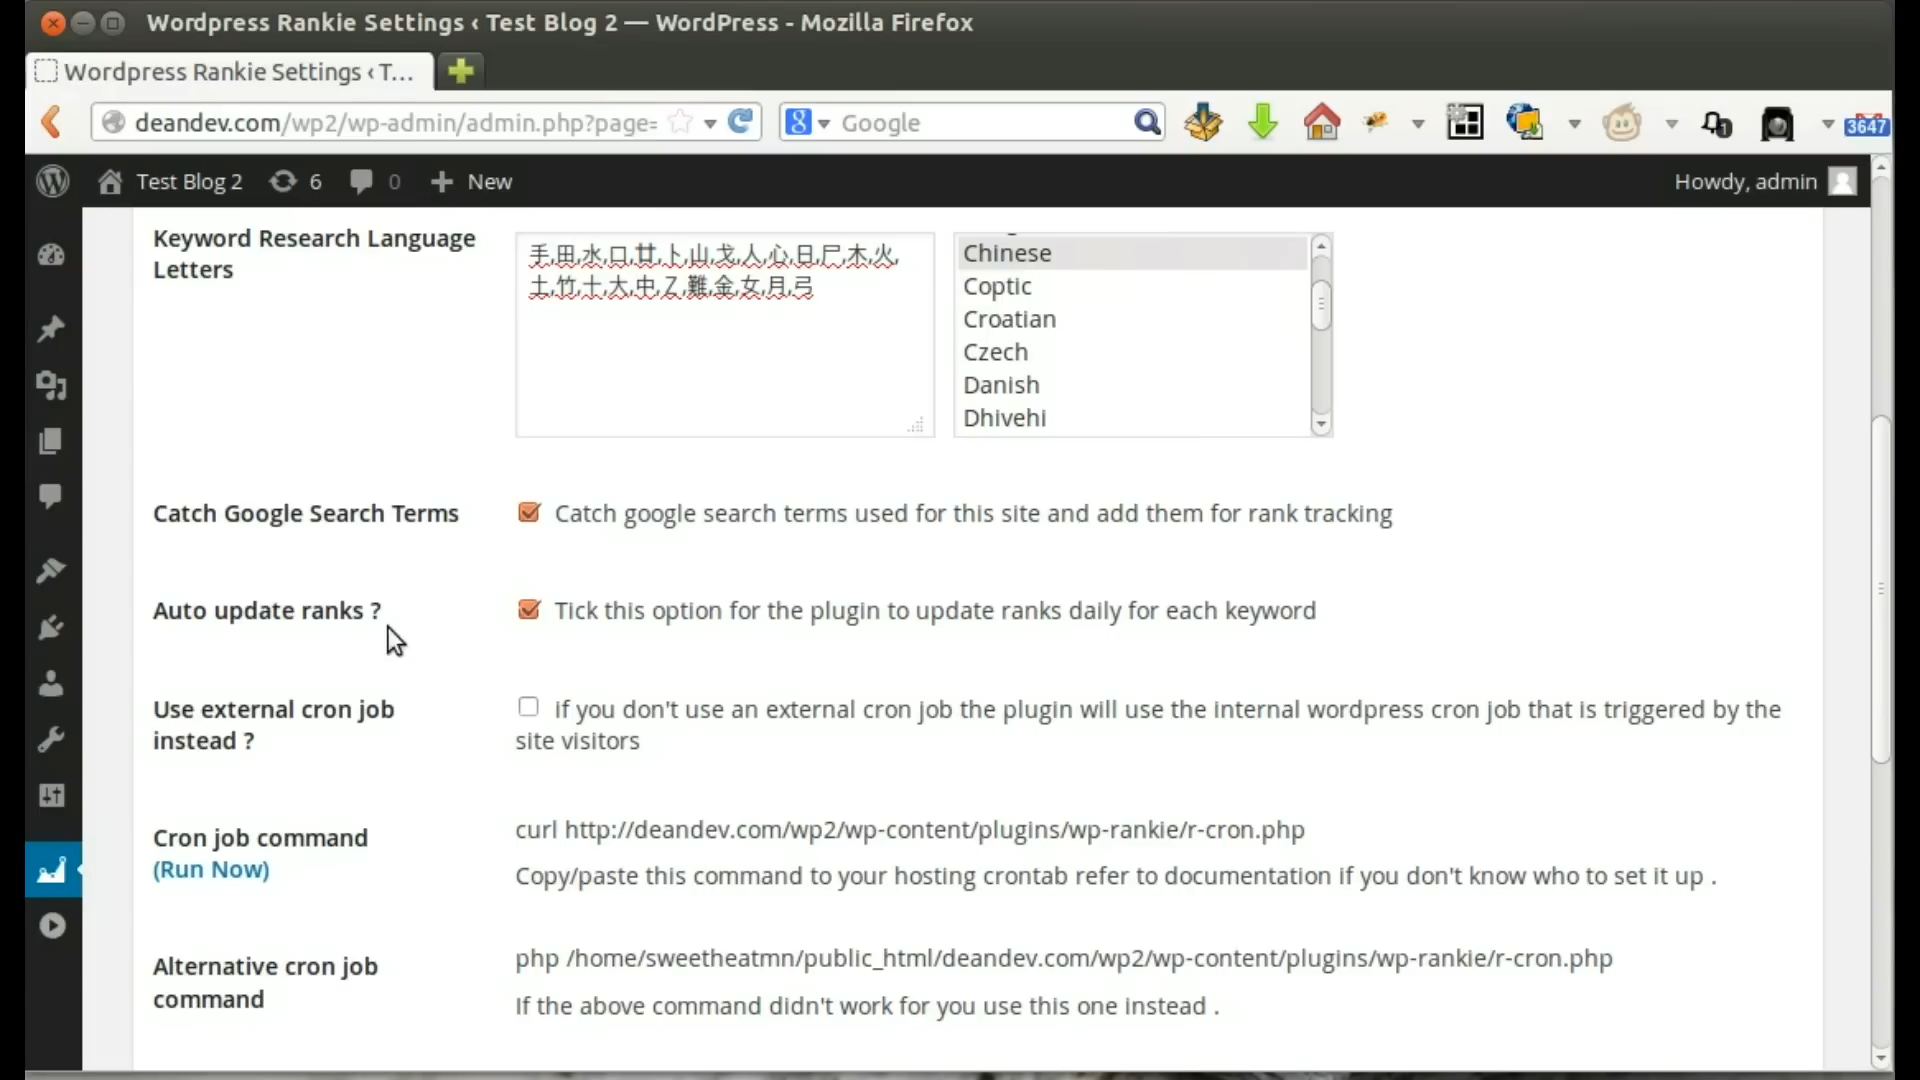 Wordpress Rankie Settings ‹ Test Blog 2 — WordPress - Mozilla Firefox
Wordpress Rankie Settings ‹ T...
deandev.com/wp2/wp-admin/admin.php?page=
Google
3647
Test Blog 2
6
0
New
Howdy, admin
Keyword Research Language
Letters
手,田,水,口,廿,卜,山,戈,人,心,日,尸,木,火,
土,竹,十,大,中,Z,難,金,女,月,弓
Chinese
Coptic
Croatian
Czech
Danish
Dhivehi
Catch Google Search Terms
Catch google search terms used for this site and add them for rank tracking
Auto update ranks ?
Tick this option for the plugin to update ranks daily for each keyword
Use external cron job
instead ?
if you don't use an external cron job the plugin will use the internal wordpress cron job that is triggered by the
site visitors
Cron job command
(Run Now)
curl http://deandev.com/wp2/wp-content/plugins/wp-rankie/r-cron.php
Copy/paste this command to your hosting crontab refer to documentation if you don't know who to set it up .
Alternative cron job
command
php /home/sweetheatmn/public_html/deandev.com/wp2/wp-content/plugins/wp-rankie/r-cron.php
If the above command didn't work for you use this one instead .